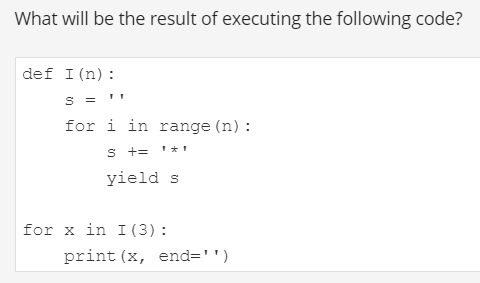 What will be the result of executing the following code?
def I(n):
    s = ''
    for i in range(n):
        s += '*'
        yield s

for x in I(3):
    print(x, end='')